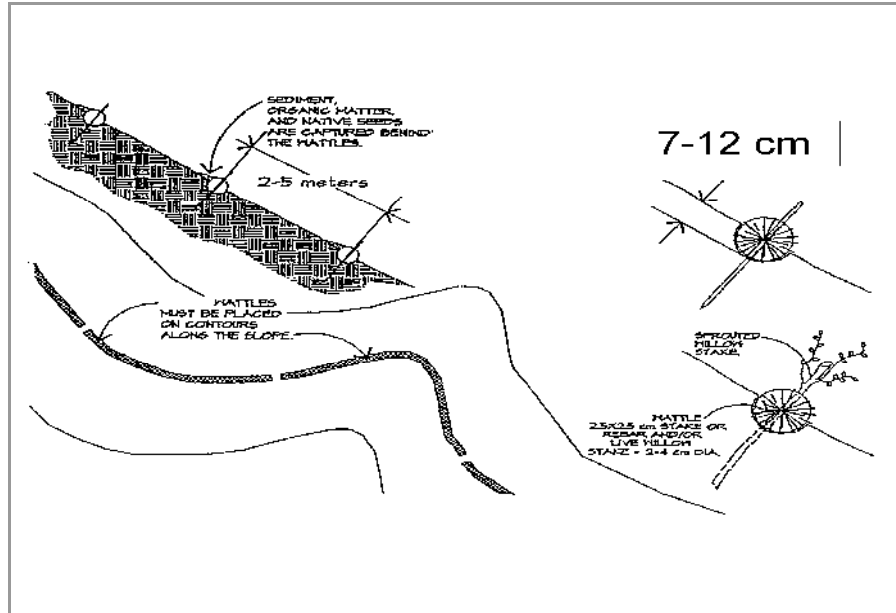 SEDIMENT,
ORGANIC MATTER,
AND NATIVE SEEDS
ARE CAPTURED BEHIND
THE WATTLES.
2-5 meters
7-12 cm
WATTLES
MUST BE PLACED
ON CONTOURS
ALONG THE SLOPE.
SPROUTED
WILLOW
STAKE.
WATTLE
2.5X2.5 cm STAKE OR
REBAR AND/OR
LIVE WILLOW
STAKE - 2-4 cm DIA.